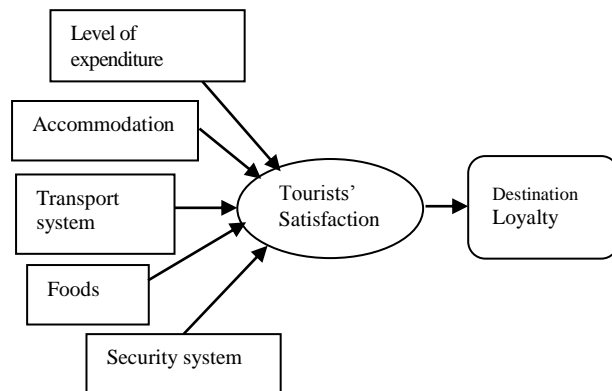 Level of
expenditure
Accommodation
Transport
system
Foods
Security system
Tourists’
Satisfaction
Destination
Loyalty